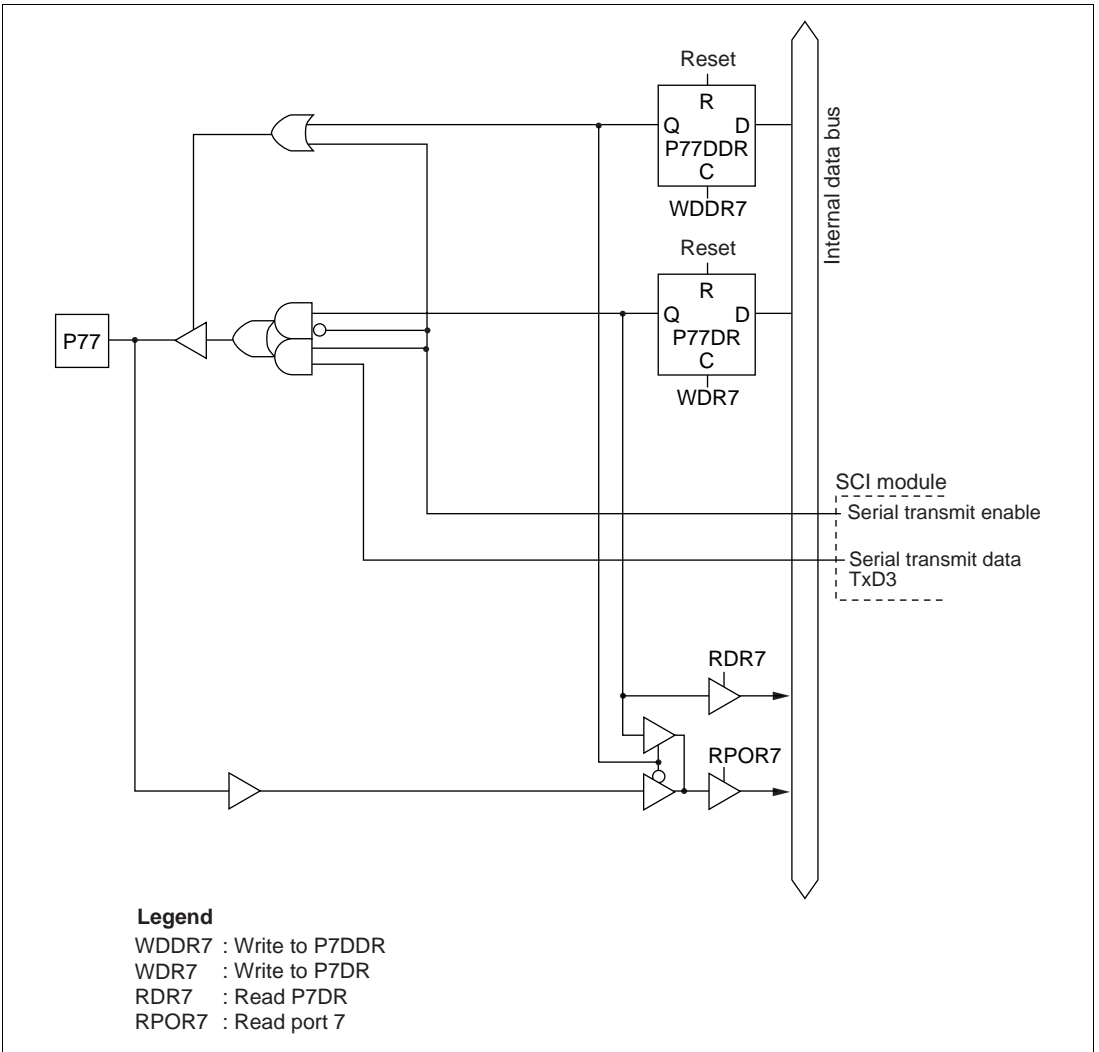 Reset
R
Q D
P77DDR
C
WDDR7
Internal data bus
Reset
R
Q D
P77DR
C
WDR7
P77
SCI module
Serial transmit enable
Serial transmit data
TxD3
RDR7
RPOR7
Legend
WDDR7 : Write to P7DDR
WDR7 : Write to P7DR
RDR7 : Read P7DR
RPOR7 : Read port 7